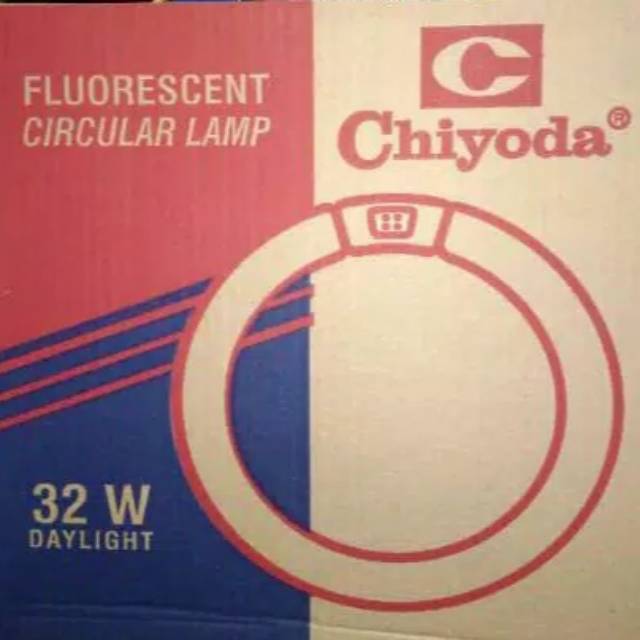 FLUORESCENT
CIRCULAR LAMP
C
Chiyoda®
32 W
DAYLIGHT